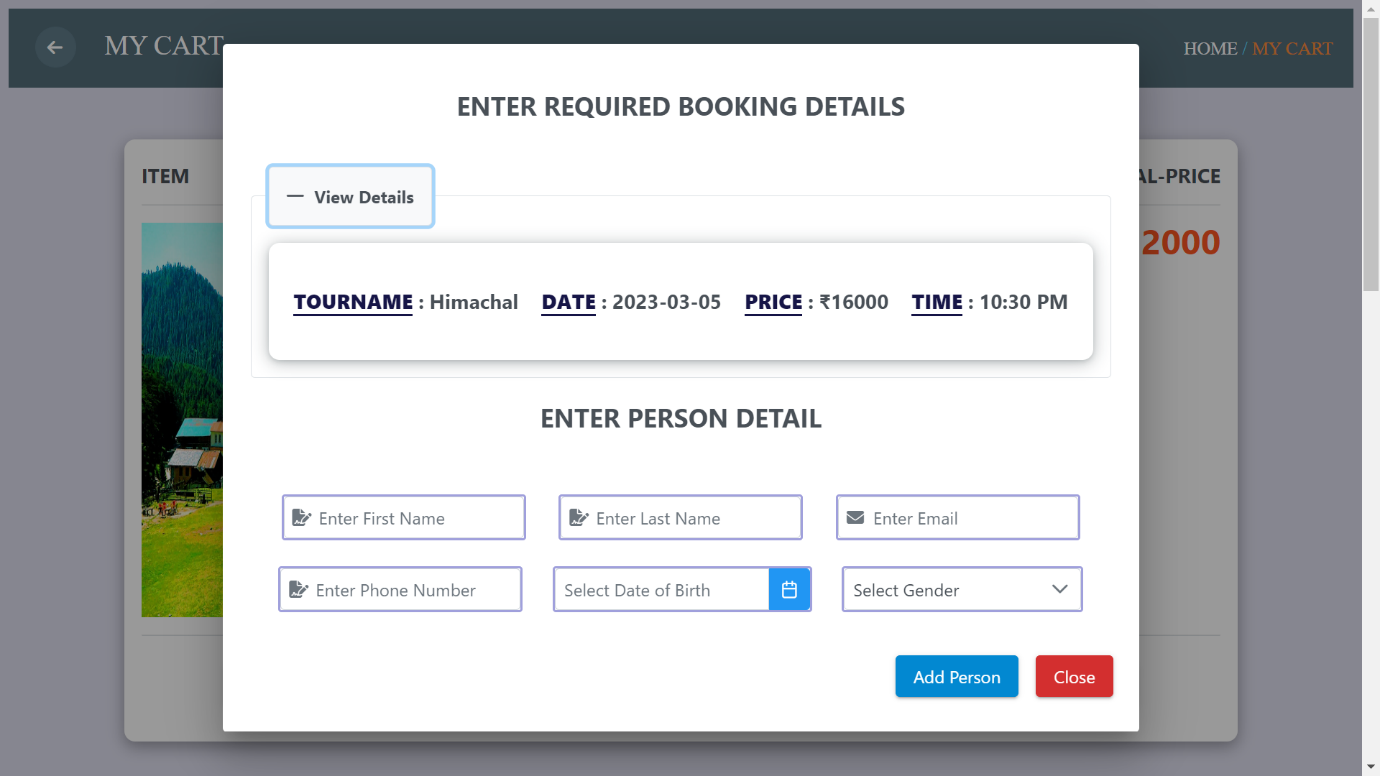 MY CART
HOME / MY CART
ENTER REQUIRED BOOKING DETAILS
ITEM
AL-PRICE
View Details
2000
TOURNAME : Himachal DATE : 2023-03-05 PRICE : ₹16000 TIME : 10:30 PM
ENTER PERSON DETAIL
Enter First Name Enter Last Name Enter Email
Enter Phone Number Select Date of Birth Select Gender
Add Person Close